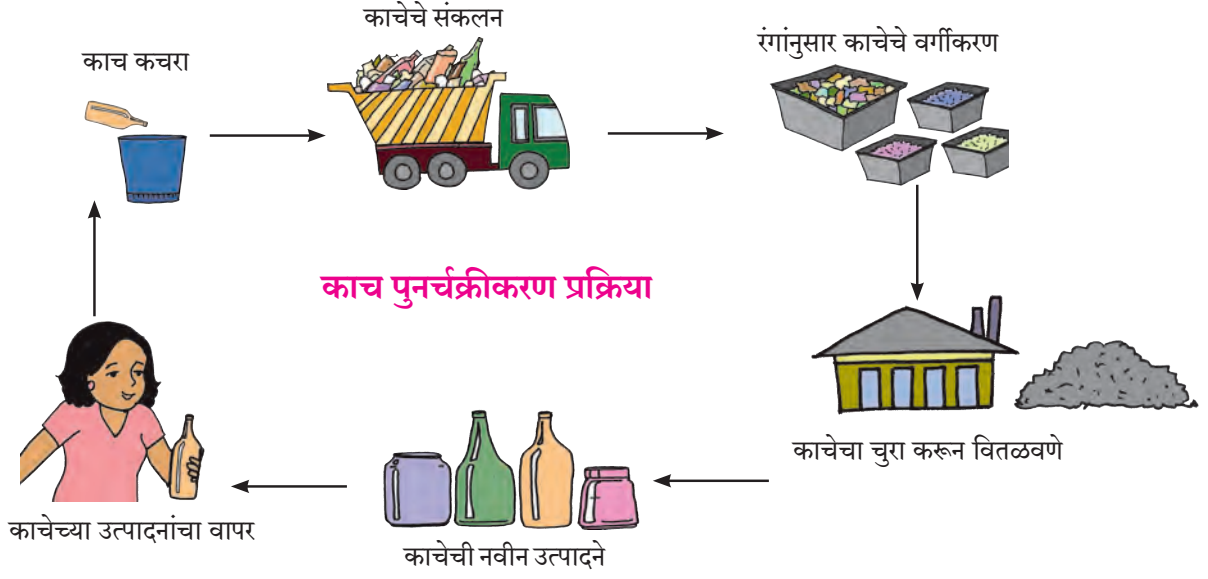 काच कचरा
काचेचे संकलन
रंगांनुसार काचेचे वर्गीकरण
काच पुनर्चक्रीकरण प्रक्रिया
काचेचा चुरा करून वितळवणे
काचेची नवीन उत्पादने
काचेच्या उत्पादनांचा वापर